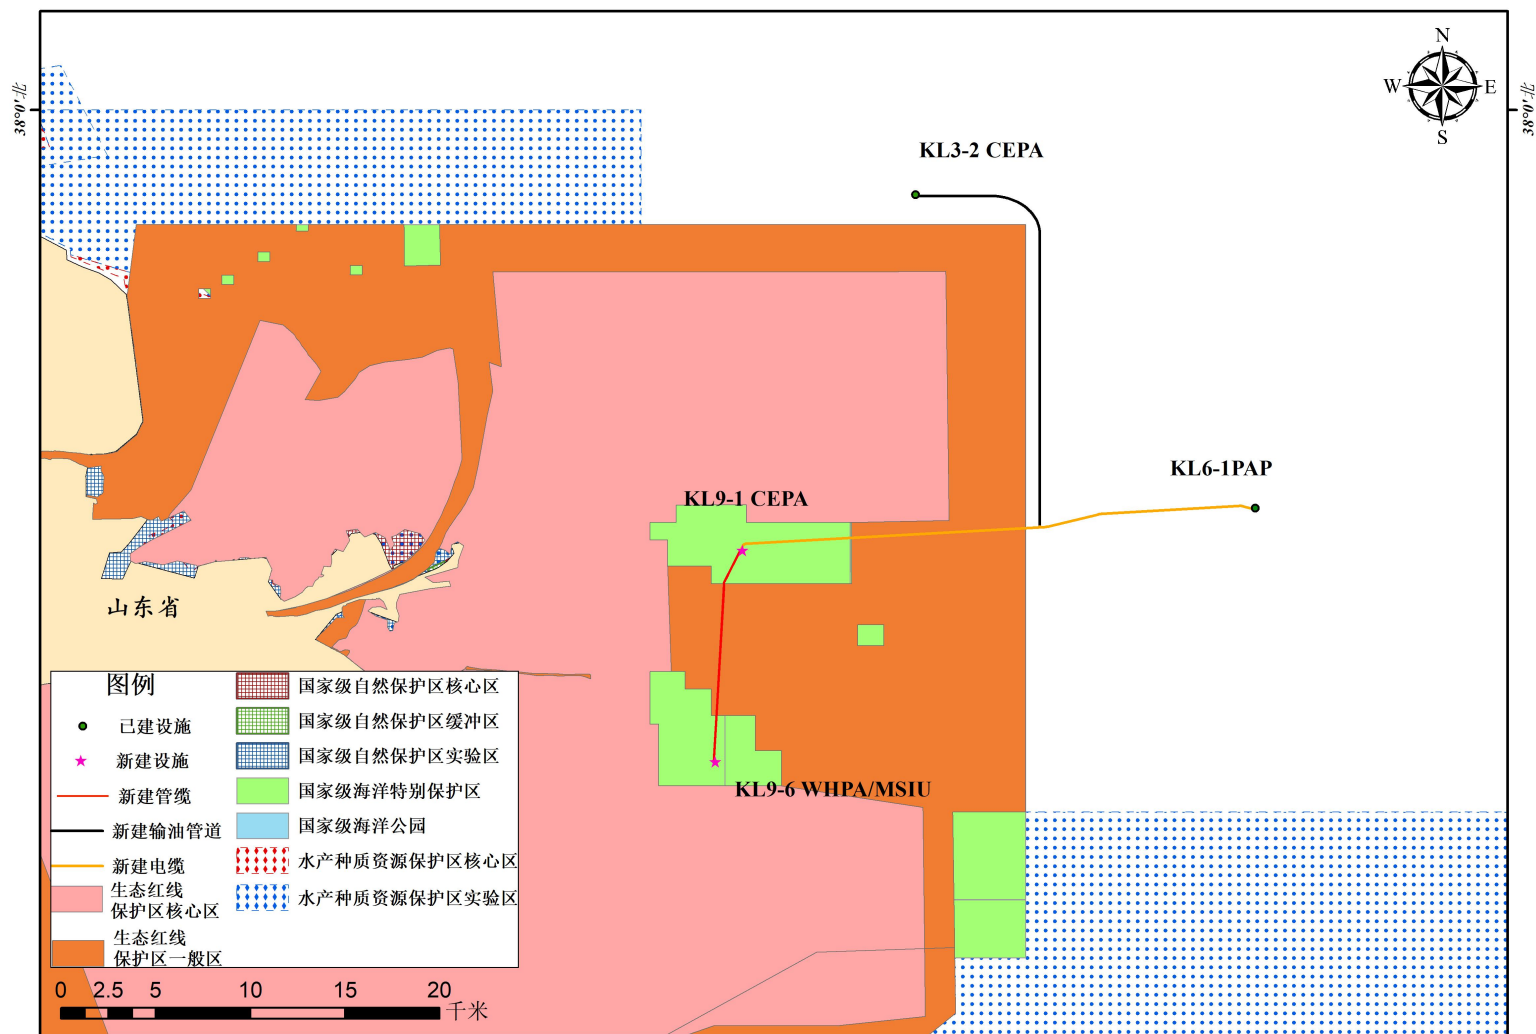 N
W
E
S
38°0′北
38°0′北
KL3-2 CEPA
KL6-1PAP
KL9-1 CEPA
山东省
KL9-6 WHPA/MSIU
图例
已建设施
新建设施
新建管缆
新建输油管道
新建电缆
生态红线
保护区核心区
生态红线
保护区一般区
国家级自然保护区核心区
国家级自然保护区缓冲区
国家级自然保护区实验区
国家级海洋特别保护区
国家级海洋公园
水产种质资源保护区核心区
水产种质资源保护区实验区
0 2.5 5 10 15 20
千米